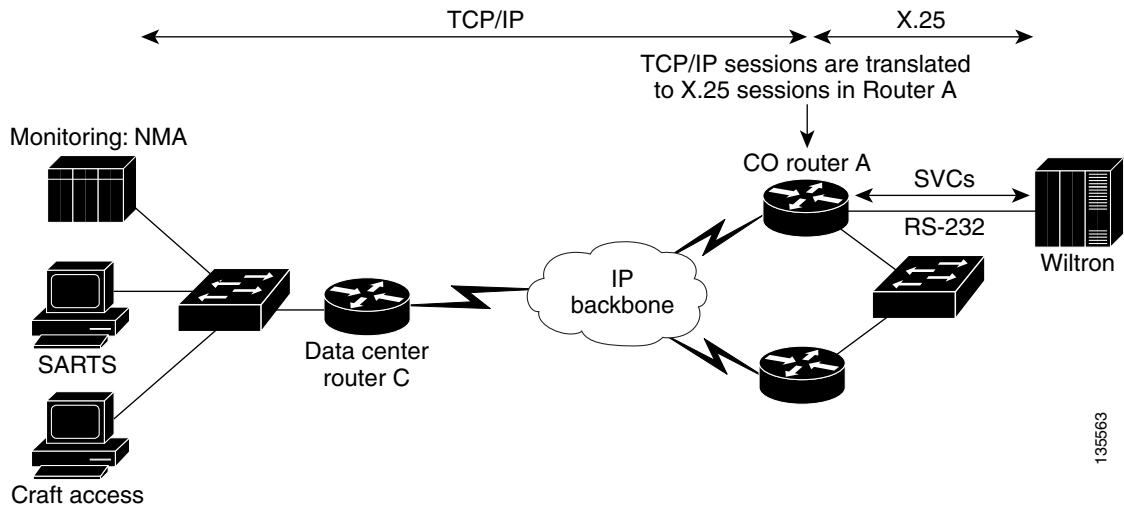 TCP/IP
X.25
TCP/IP sessions are translated
to X.25 sessions in Router A
Monitoring: NMA
CO router A
SVCs
RS-232
Wiltron
IP
backbone
SARTS
Data center
router C
Craft access
135563